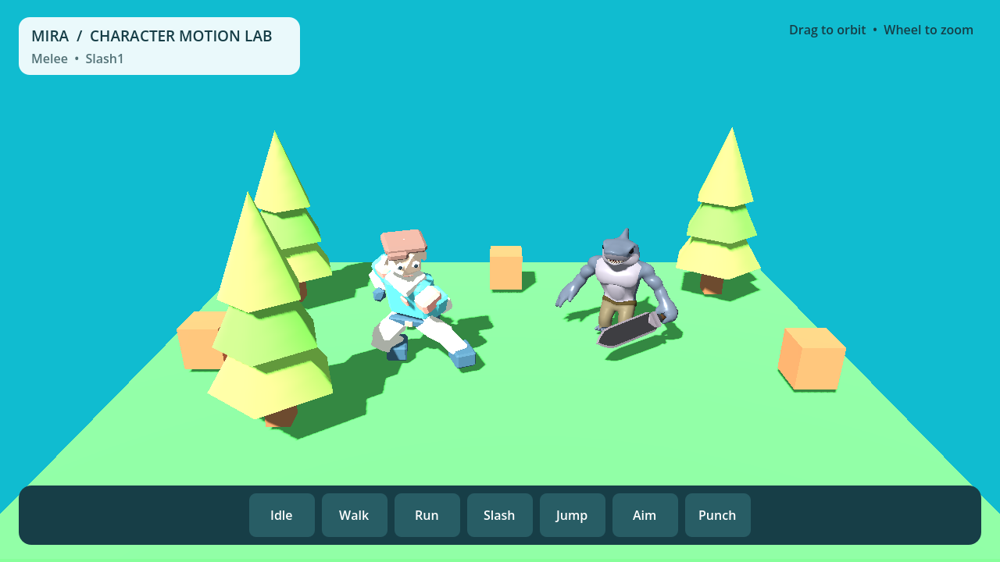 MIRA / CHARACTER MOTION LAB
Melee • Slash1
Drag to orbit • Wheel to zoom
Idle
Walk
Run
Slash
Jump
Aim
Punch